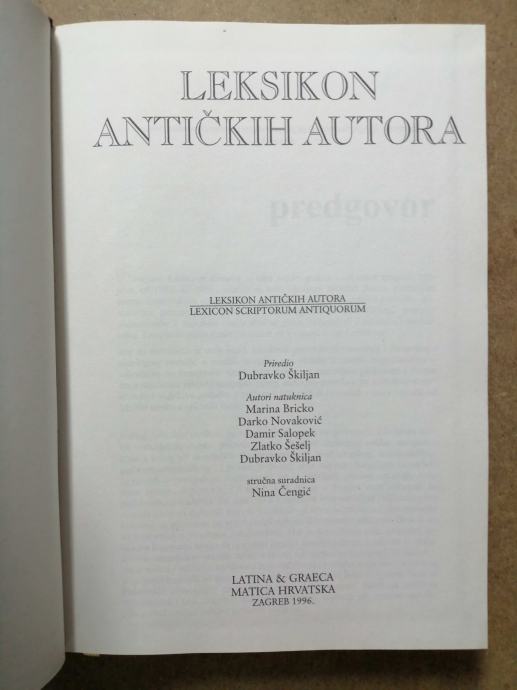 LEKSIKON
ANTIČKIH AUTORA
predgovor
LEKSIKON ANTIČKIH AUTORA
LEXICON SCRIPTORUM ANTIQUORUM
Priredio
Dubravko Škiljan
Autori natuknica
Marina Bricko
Darko Novaković
Damir Salopek
Zlatko Šešelj
Dubravko Škiljan
stručna suradnica
Nina Čengić
LATINA & GRAECA
MATICA HRVATSKA
ZAGREB 1996.